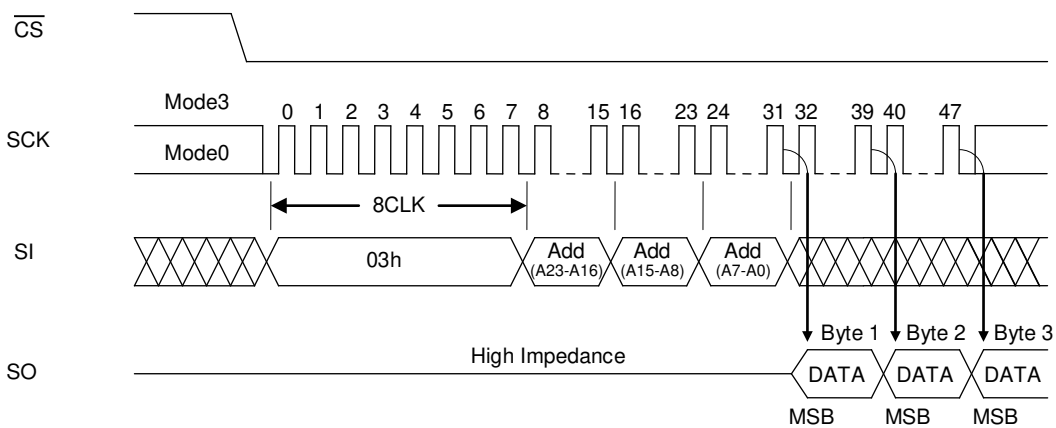 CS
Mode3
0 1 2 3 4 5 6 7 8 15 16 23 24 31 32 39 40 47
SCK
Mode0
8CLK
SI
03h
Add
(A23-A16)
Add
(A15-A8)
Add
(A7-A0)
Byte 1
Byte 2
Byte 3
High Impedance
SO
DATA
DATA
DATA
MSB
MSB
MSB